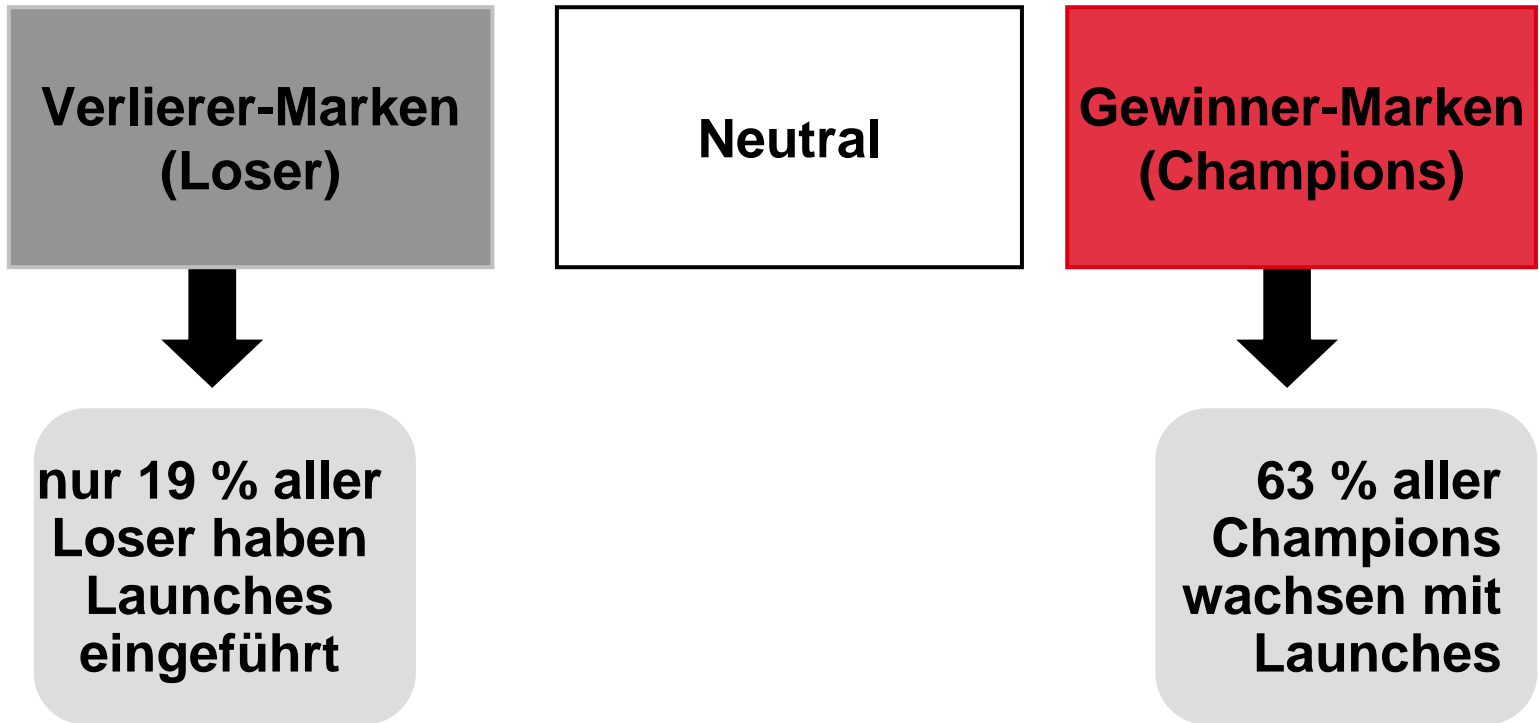 Verlierer-Marken
(Loser)
Neutral
Gewinner-Marken
(Champions)
nur 19 % aller
Loser haben
Launches
eingeführt
63 % aller
Champions
wachsen mit
Launches